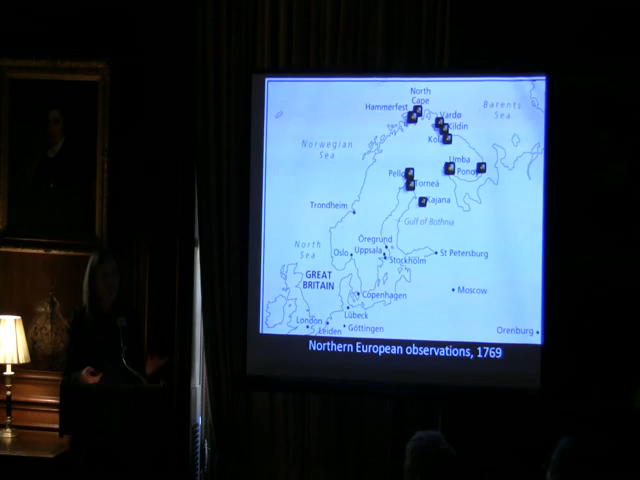 North
Cape
Hammerfest
Vardø
Kildin
Barents
Sea
Norwegian
Sea
Umba
Ponoi
Pello
Torneå
Kajana
Trondheim
Gulf of Bothnia
North
Sea
Öregrund
Oslo
Uppsala
Stockholm
St Petersburg
GREAT
BRITAIN
Copenhagen
Moscow
Lübeck
London
Leiden
Göttingen
Orenburg
Northern European observations, 1769